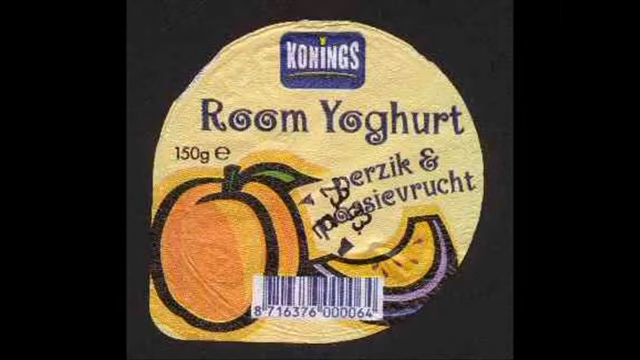 KONINGS
Room Yoghurt
150g ℮
perzik &
passievrucht
8 716376 000064